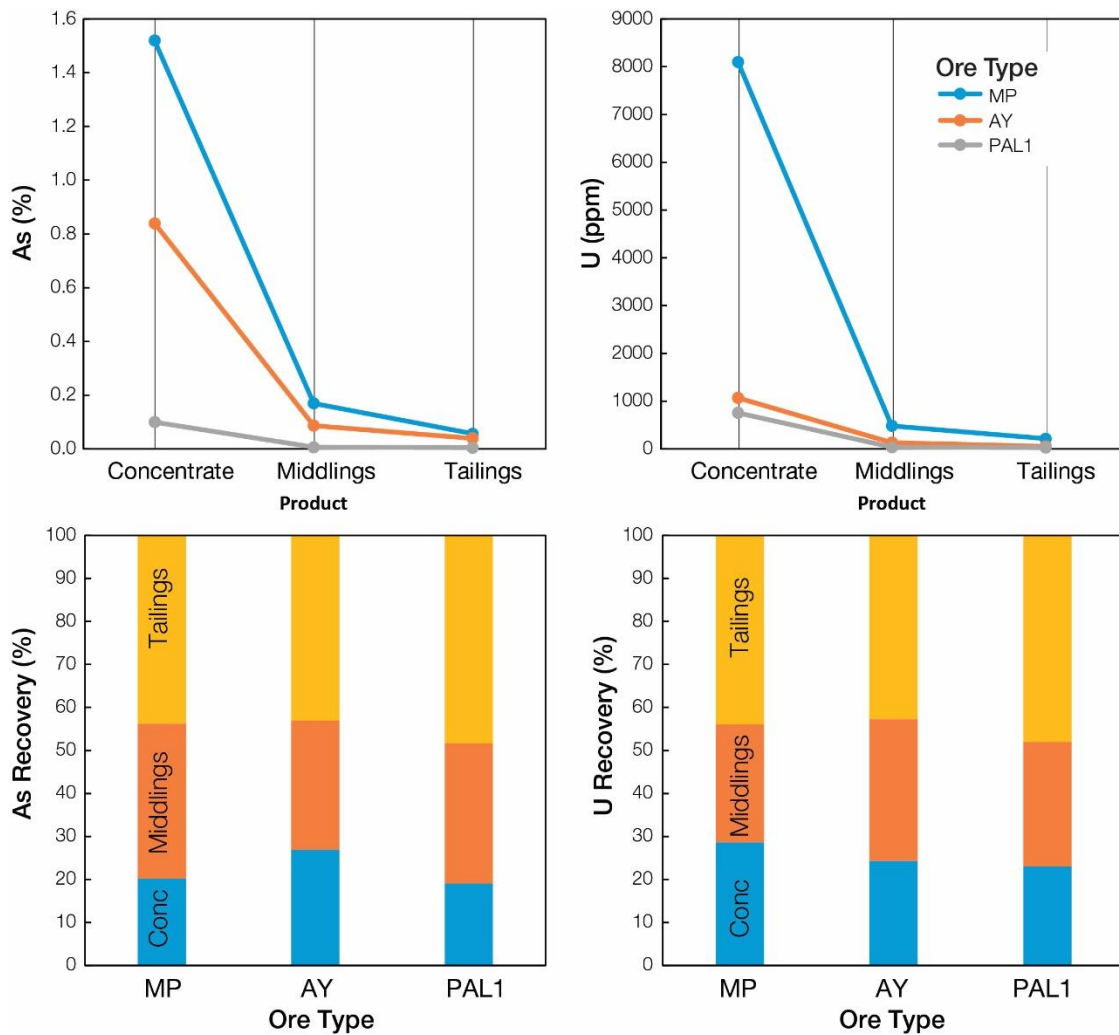 1.6
1.4
1.2
1.0
0.8
0.6
0.4
0.2
0.0
As (%)
Concentrate Middlings Tailings
Product
9000
8000
7000
6000
5000
4000
3000
2000
1000
0
U (ppm)
Ore Type
MP
AY
PAL1
Concentrate Middlings Tailings
Product
100
90
80
70
60
50
40
30
20
10
0
As Recovery (%)
Tailings
Middlings
Conc
MP AY PAL1
Ore Type
100
90
80
70
60
50
40
30
20
10
0
U Recovery (%)
Tailings
Middlings
Conc
MP AY PAL1
Ore Type